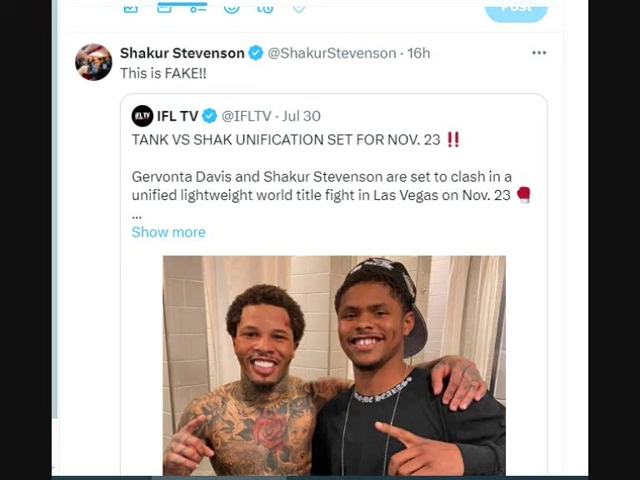 Post
Shakur Stevenson @ShakurStevenson · 16h
This is FAKE!!
IFL TV
IFL TV @IFLTV · Jul 30
TANK VS SHAK UNIFICATION SET FOR NOV. 23 ‼️
Gervonta Davis and Shakur Stevenson are set to clash in a
unified lightweight world title fight in Las Vegas on Nov. 23 🥊
...
Show more